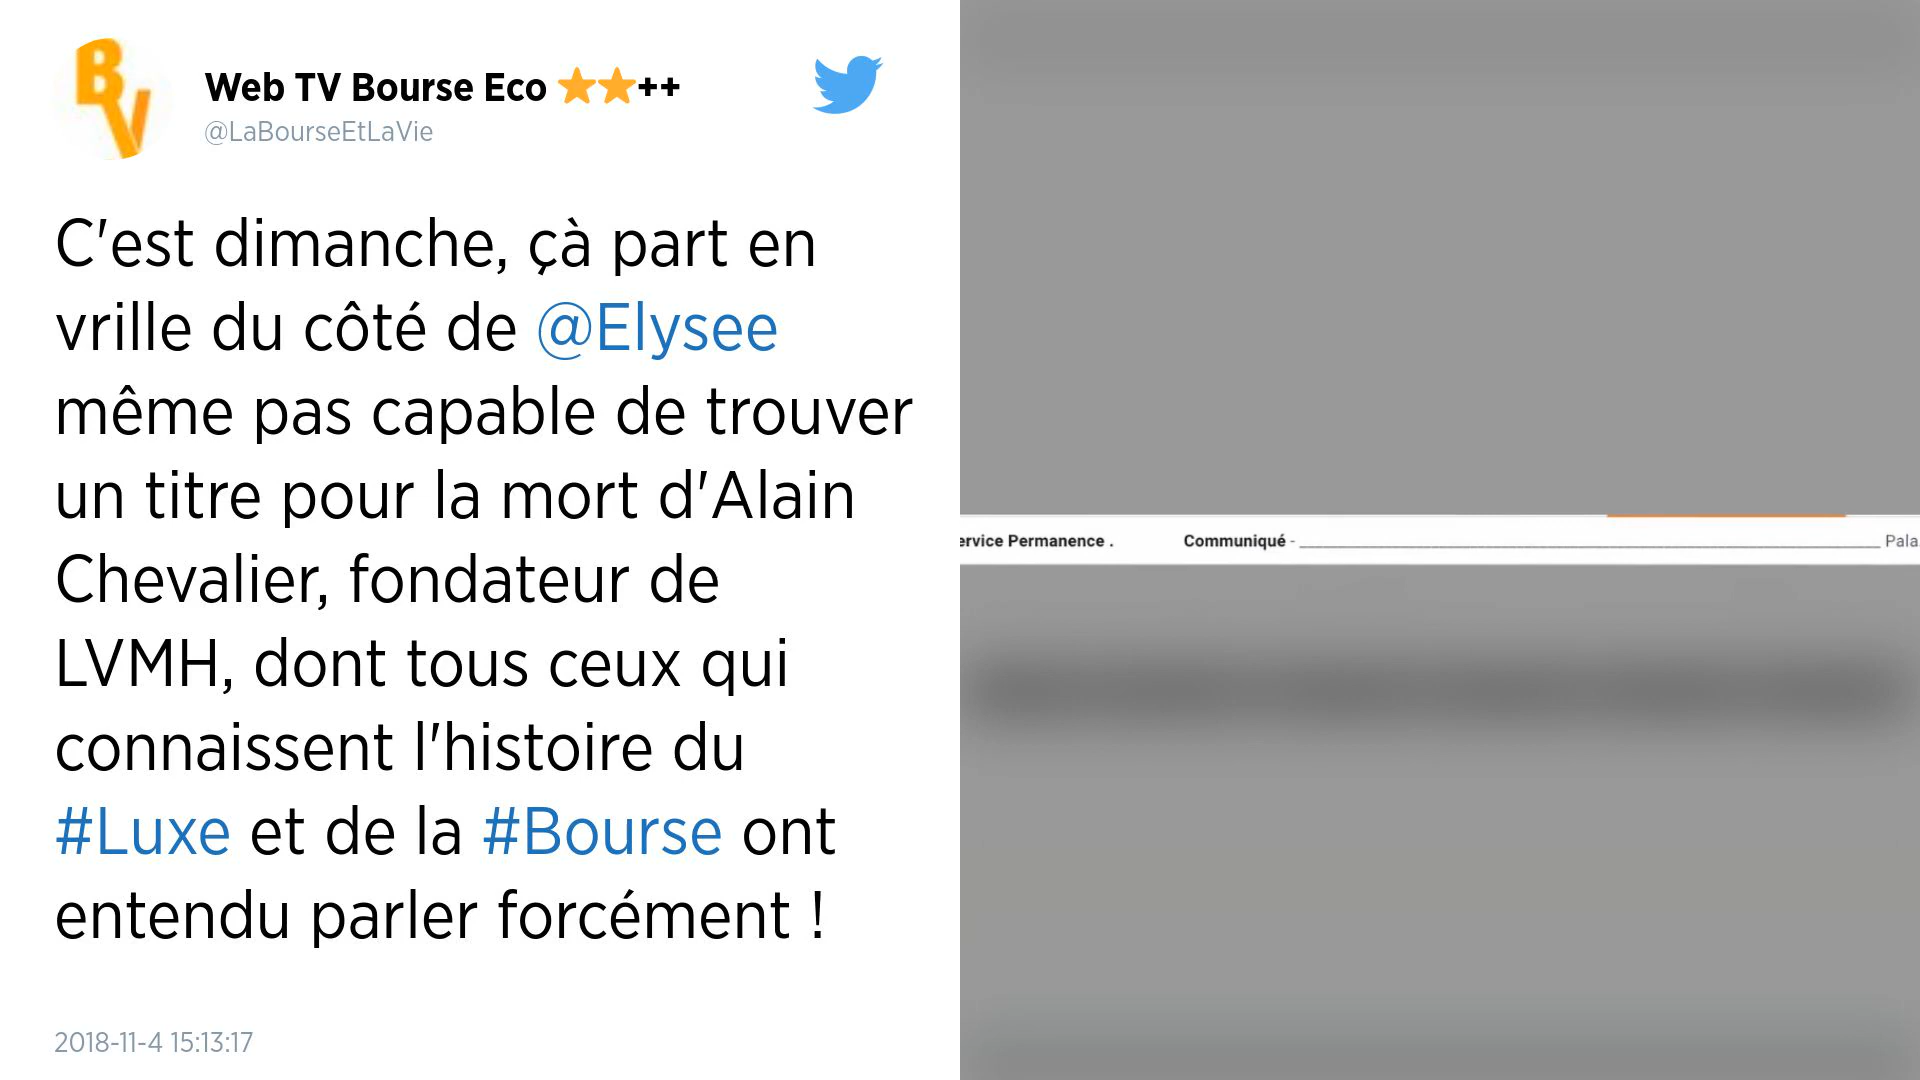 BV
Web TV Bourse Eco ⭐⭐++
@LaBourseEtLaVie
C'est dimanche, çà part en
vrille du côté de @Elysee
même pas capable de trouver
un titre pour la mort d'Alain
Chevalier, fondateur de
LVMH, dont tous ceux qui
connaissent l'histoire du
#Luxe et de la #Bourse ont
entendu parler forcément !
2018-11-4 15:13:17
ervice Permanence . Communiqué - ______________________________ Pala